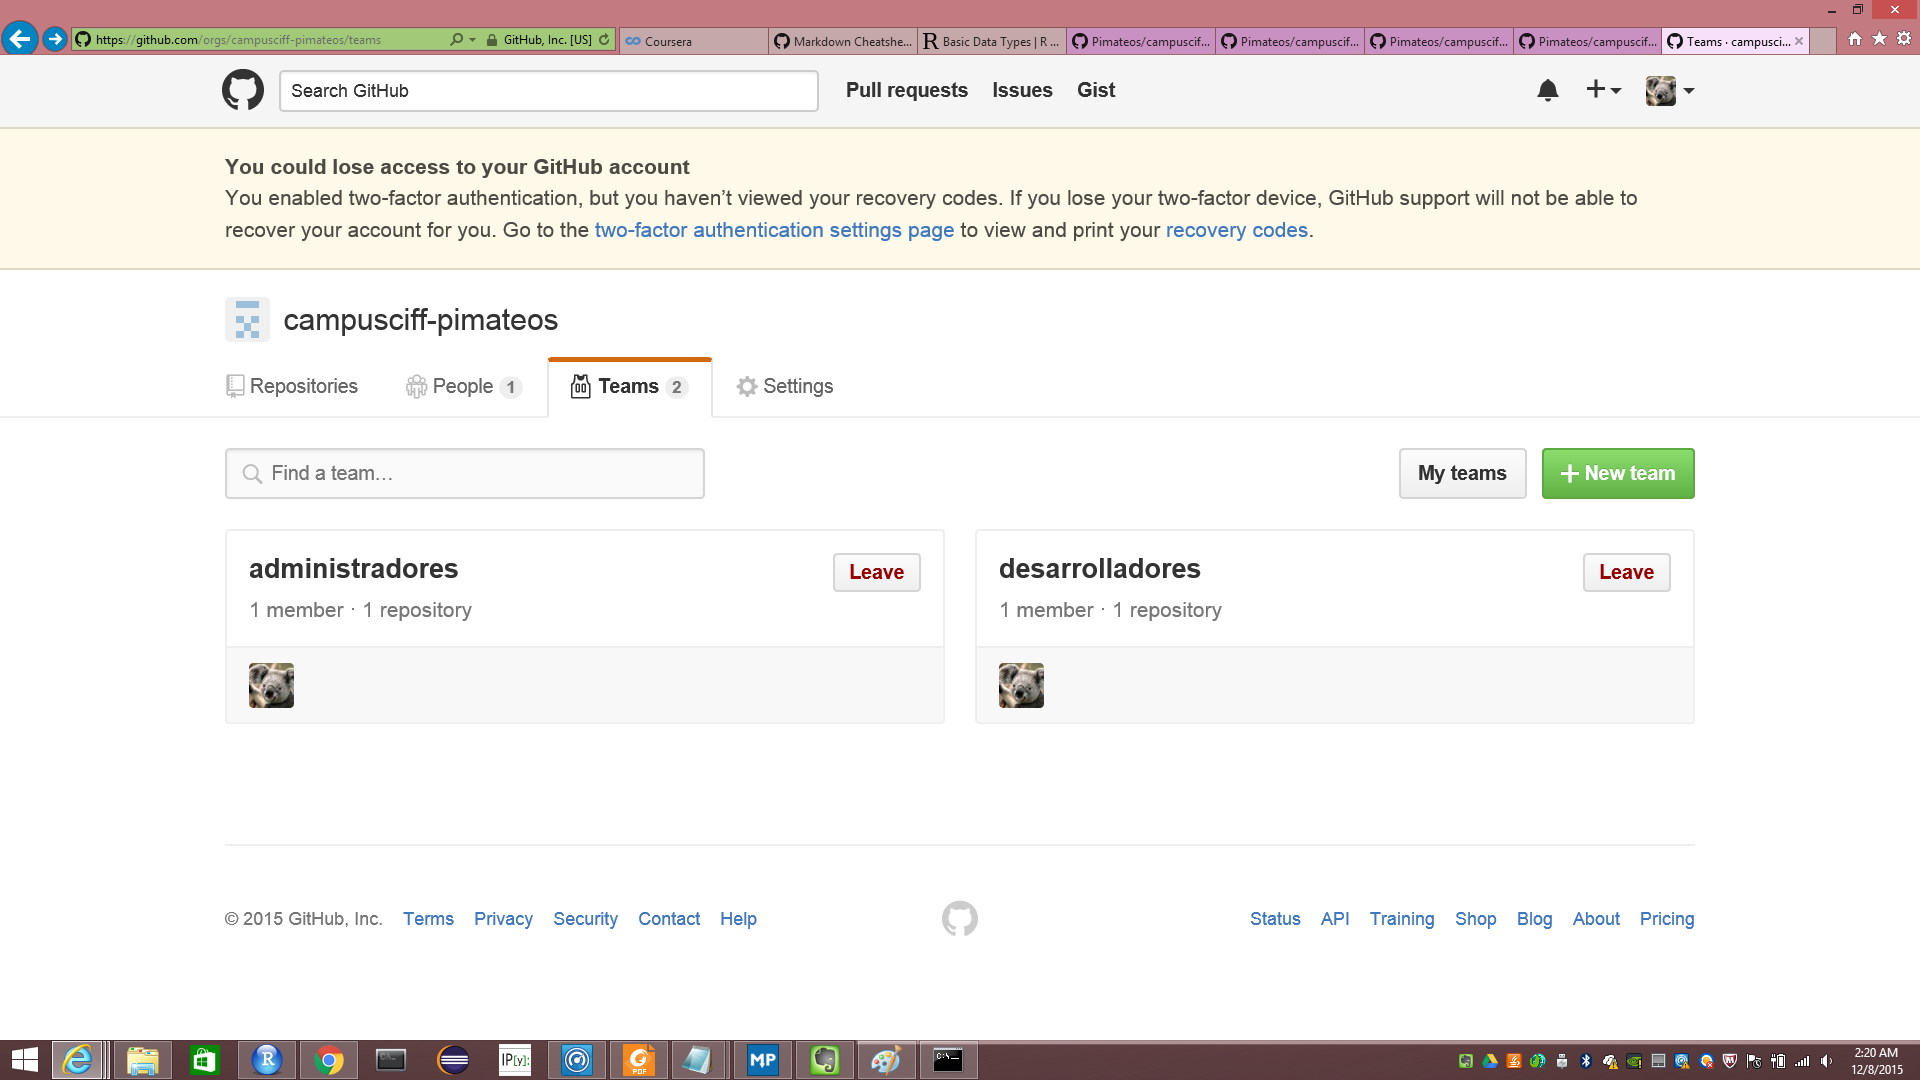 https://github.com/orgs/campusciff-pimateos/teams
GitHub, Inc. [US]
Coursera
Markdown Cheatshe...
Basic Data Types | R ...
Pimateos/campuscif...
Pimateos/campuscif...
Pimateos/campuscif...
Pimateos/campuscif...
Teams · campusci...
Search GitHub
Pull requests
Issues
Gist
You could lose access to your GitHub account
You enabled two-factor authentication, but you haven’t viewed your recovery codes. If you lose your two-factor device, GitHub support will not be able to
recover your account for you. Go to the two-factor authentication settings page to view and print your recovery codes.
campusciff-pimateos
Repositories
People 1
Teams 2
Settings
Find a team…
My teams
New team
administradores
Leave
1 member · 1 repository
desarrolladores
Leave
1 member · 1 repository
© 2015 GitHub, Inc.
Terms
Privacy
Security
Contact
Help
Status
API
Training
Shop
Blog
About
Pricing
R
IP[y]:
PDF
MP
C:\_
2:20 AM
12/8/2015